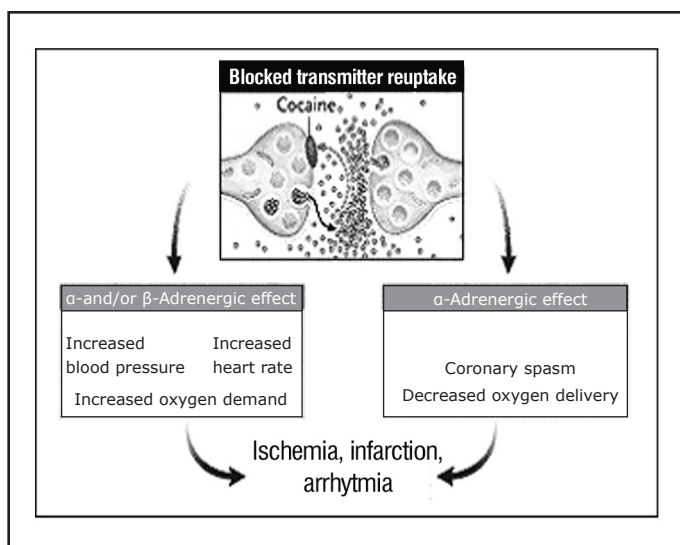 Blocked transmitter reuptake
Cocaine
α-and/or β-Adrenergic effect
Increased
blood pressure
Increased
heart rate
Increased oxygen demand
α-Adrenergic effect
Coronary spasm
Decreased oxygen delivery
Ischemia, infarction,
arrhytmia